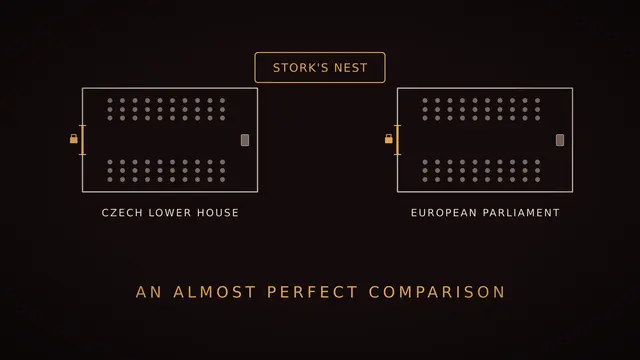 STORK'S NEST
CZECH LOWER HOUSE
EUROPEAN PARLIAMENT
AN ALMOST PERFECT COMPARISON